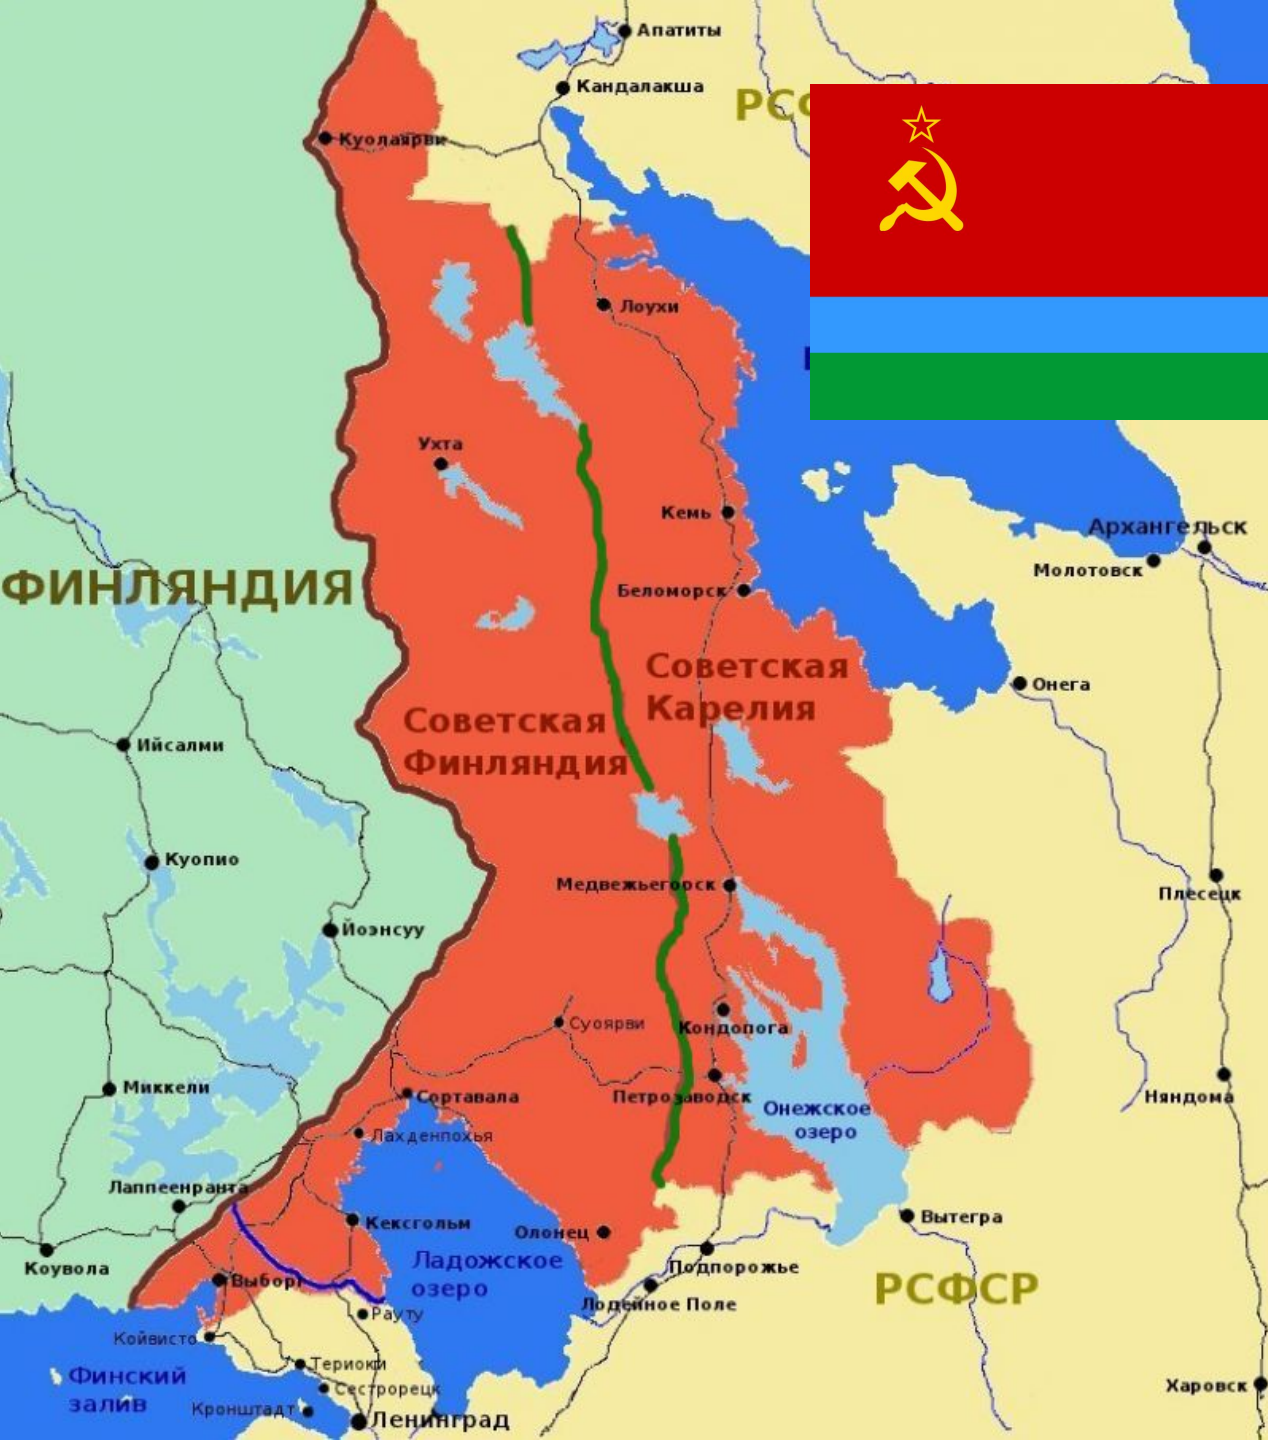 Апатиты
Кандалакша
РСФ
Куолаярви
Лоухи
Ухта
Кемь
Архангельск
Молотовск
ФИНЛЯНДИЯ
Беломорск
Советская
Карелия
Онега
Советская
Финляндия
Ийсалми
Куопио
Медвежьегорск
Плесецк
Йоэнсуу
Суоярви
Кондопога
Миккели
Сортавала
Петрозаводск
Няндома
Онежское
озеро
Лахденпохья
Лаппеенранта
Кексгольм
Олонец
Вытегра
Коувола
Выборг
Ладожское
озеро
Подпорожье
РСФСР
Лодейное Поле
Рауту
Койвисто
Териоки
Финский
залив
Сестрорецк
Харовск
Кронштадт
Ленинград